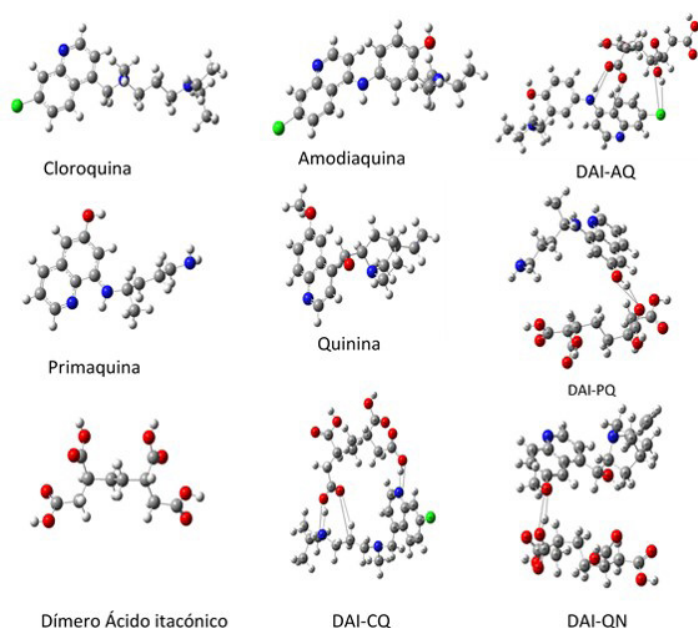 Cloroquina
Amodiaquina
DAI-AQ
Primaquina
Quinina
DAI-PQ
Dímero Ácido itacónico
DAI-CQ
DAI-QN